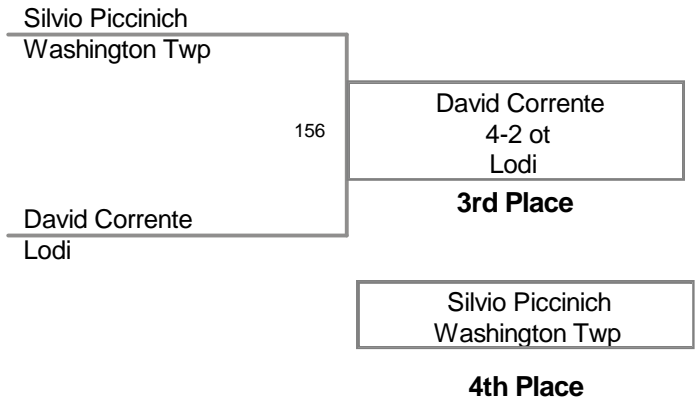 Silvio Piccinich
Washington Twp
156
David Corrente
4-2 ot
Lodi
3rd Place
David Corrente
Lodi
Silvio Piccinich
Washington Twp
4th Place